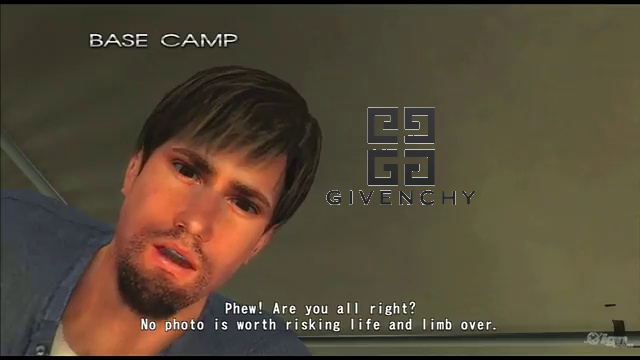 BASE CAMP
GIVENCHY
Phew! Are you all right?
No photo is worth risking life and limb over.